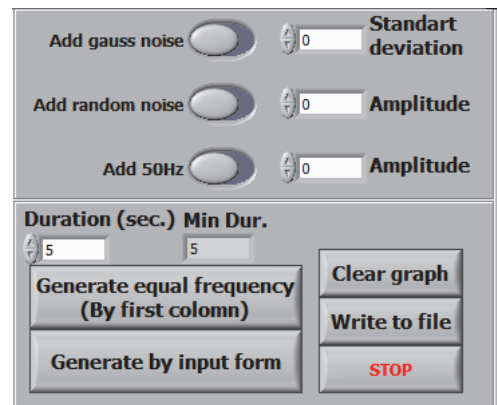 Add gauss noise 0 Standart
deviation
Add random noise 0 Amplitude
Add 50Hz 0 Amplitude
Duration (sec.) Min Dur.
5 5
Generate equal frequency
(By first colomn)
Generate by input form
Clear graph
Write to file
STOP